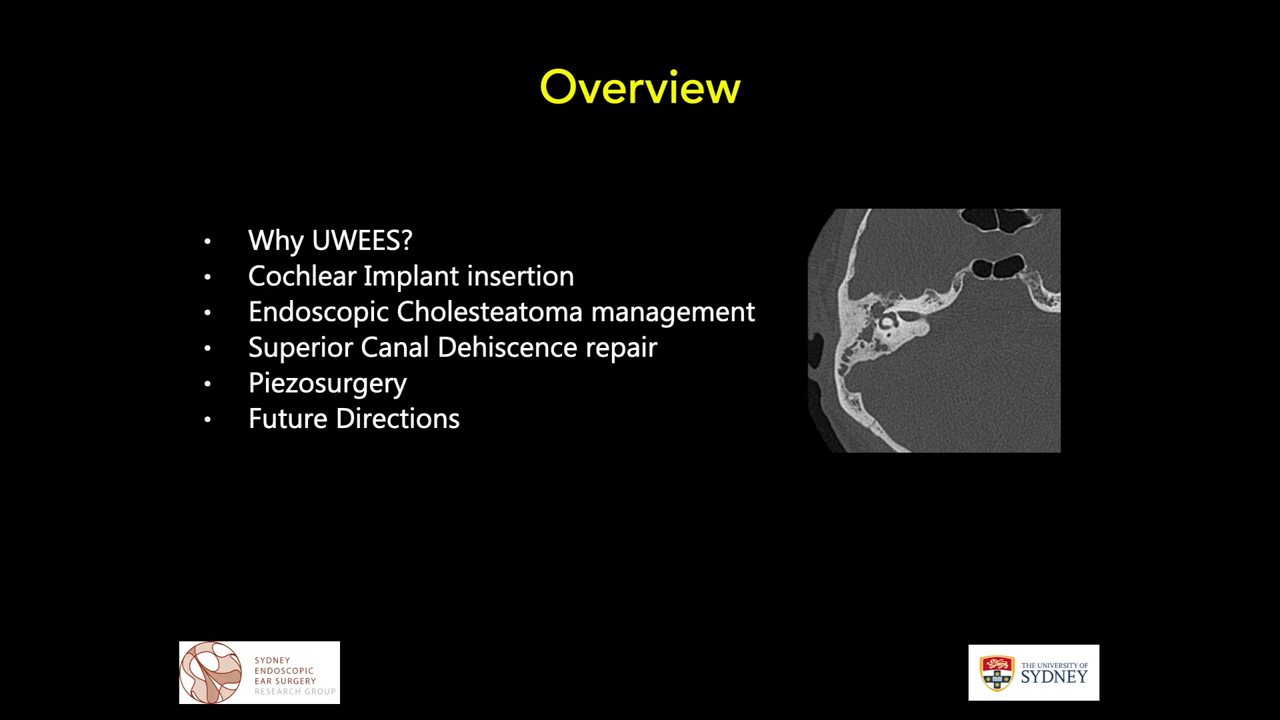 Overview
• Why UWEES?
• Cochlear Implant insertion
• Endoscopic Cholesteatoma management
• Superior Canal Dehiscence repair
• Piezosurgery
• Future Directions
SYDNEY
ENDOSCOPIC
EAR SURGERY
RESEARCH GROUP
THE UNIVERSITY OF
SYDNEY